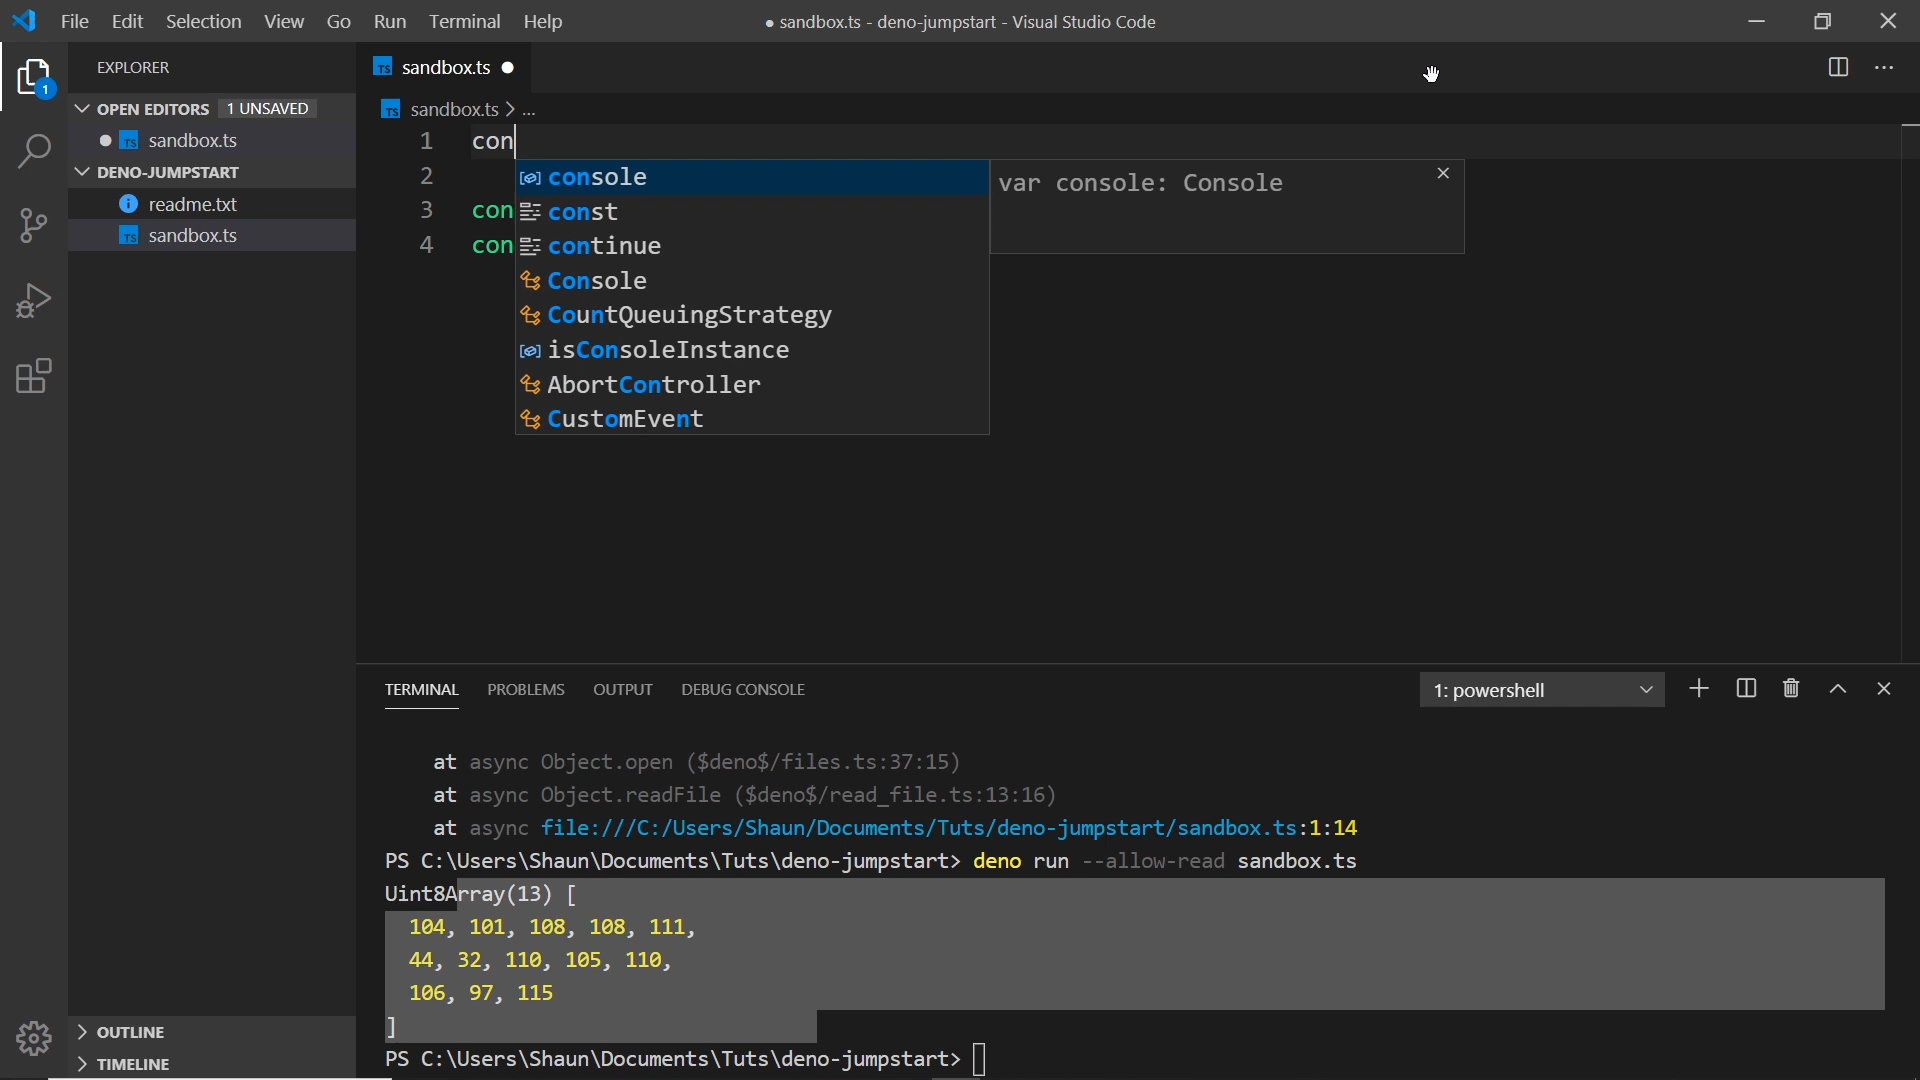 File Edit Selection View Go Run Terminal Help
● sandbox.ts - deno-jumpstart - Visual Studio Code
EXPLORER
OPEN EDITORS 1 UNSAVED
sandbox.ts
DENO-JUMPSTART
readme.txt
sandbox.ts
OUTLINE
TIMELINE
1
TS sandbox.ts
TS sandbox.ts > ...
1 con
2
3 con
4 con
console
const
continue
Console
CountQueuingStrategy
isConsoleInstance
AbortController
CustomEvent
var console: Console
TERMINAL PROBLEMS OUTPUT DEBUG CONSOLE
1: powershell
at async Object.open ($deno$/files.ts:37:15)
at async Object.readFile ($deno$/read_file.ts:13:16)
at async file:///C:/Users/Shaun/Documents/Tuts/deno-jumpstart/sandbox.ts:1:14
PS C:\Users\Shaun\Documents\Tuts\deno-jumpstart> deno run --allow-read sandbox.ts
Uint8Array(13) [
104, 101, 108, 108, 111,
44, 32, 110, 105, 110,
106, 97, 115
]
PS C:\Users\Shaun\Documents\Tuts\deno-jumpstart>